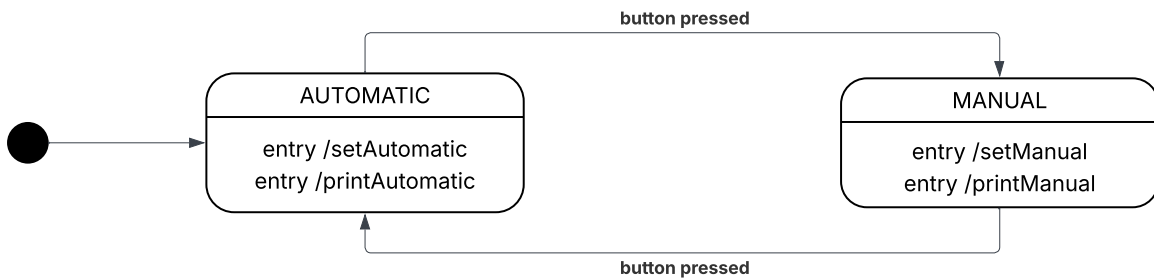 button pressed
AUTOMATIC
entry /setAutomatic
entry /printAutomatic
MANUAL
entry /setManual
entry /printManual
button pressed